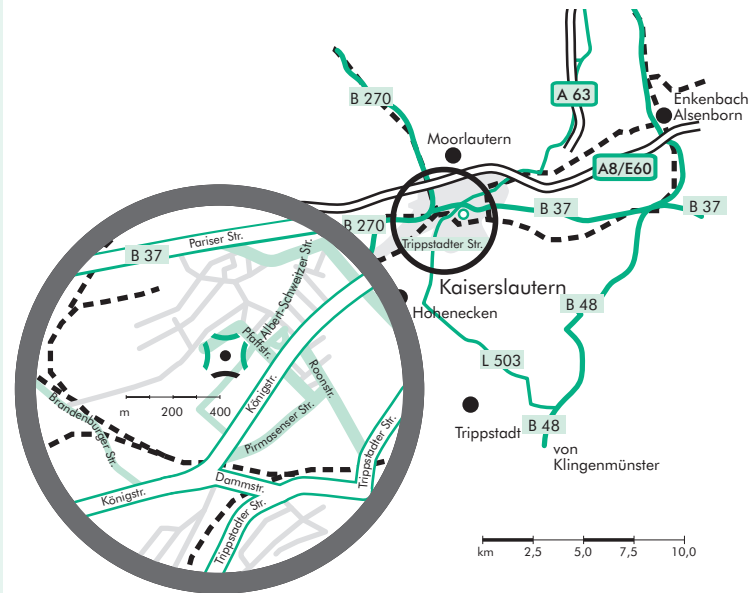 B 270
A 63
Enkenbach
Alsenborn
Moorlautern
A8/E60
B 270
B 37
B 37
Trippstadter Str.
Pariser Str.
B 37
Albert-Schweitzer Str.
Kaiserslautern
Hohenecken
B 48
Pfaffstr.
L 503
Roonstr.
Königstr.
m 200 400
Brandenburger Str.
Pirmasenser Str.
Trippstadt
B 48
von
Klingenmünster
Trippstadter Str.
Dammstr.
Königstr.
Trippstadter Str.
km 2,5 5,0 7,5 10,0